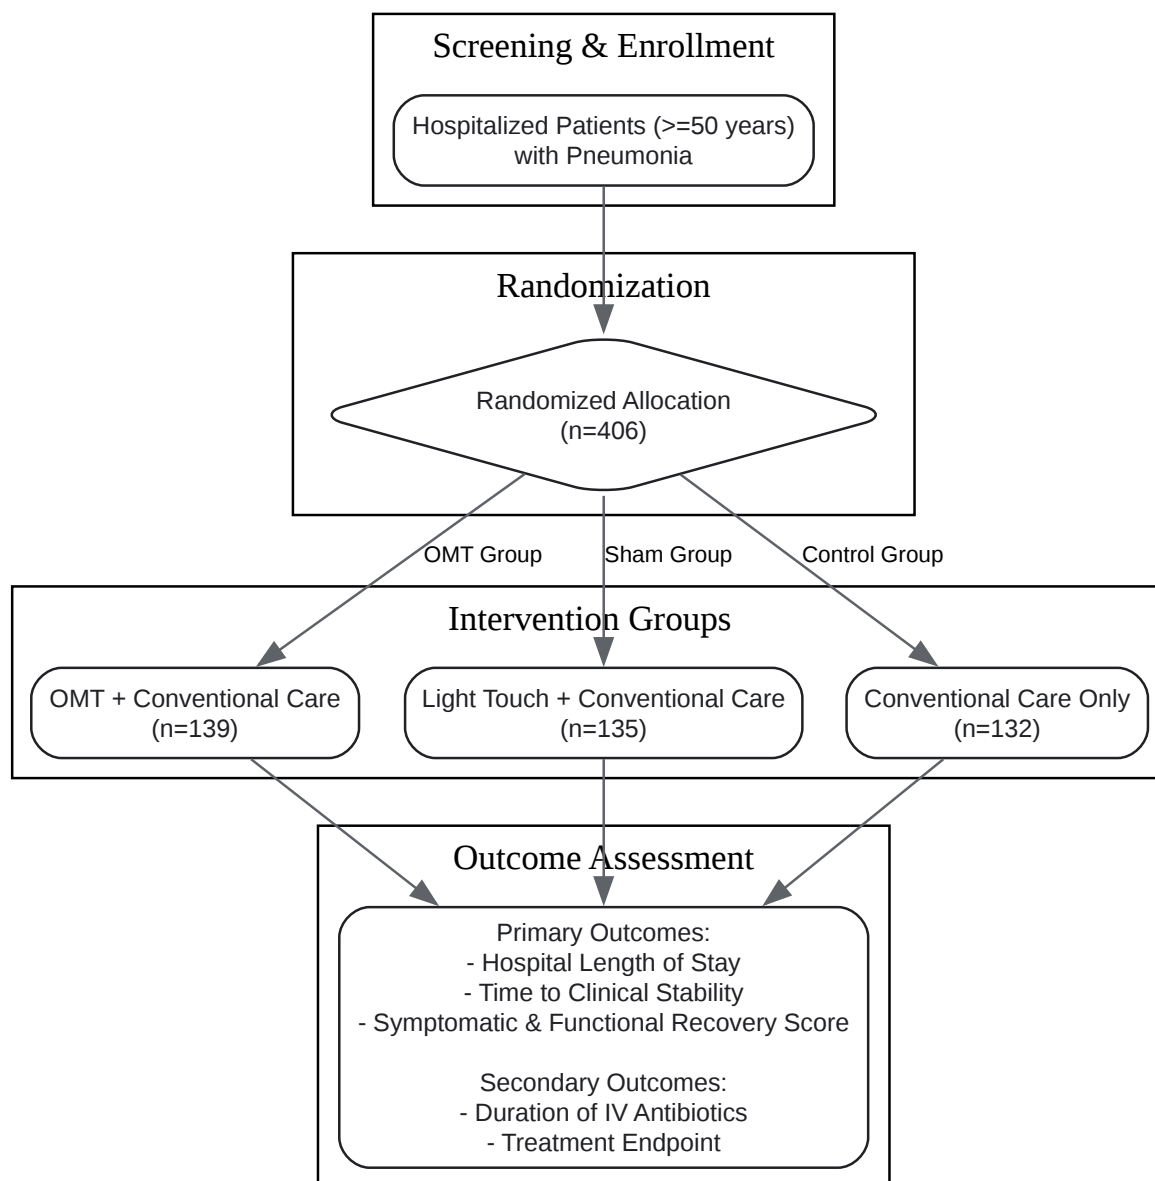 Screening & Enrollment
Hospitalized Patients (>=50 years)
with Pneumonia
Randomization
Randomized Allocation
(n=406)
OMT Group
Sham Group
Control Group
Intervention Groups
OMT + Conventional Care
(n=139)
Light Touch + Conventional Care
(n=135)
Conventional Care Only
(n=132)
Outcome Assessment
Primary Outcomes:
- Hospital Length of Stay
- Time to Clinical Stability
- Symptomatic & Functional Recovery Score
Secondary Outcomes:
- Duration of IV Antibiotics
- Treatment Endpoint